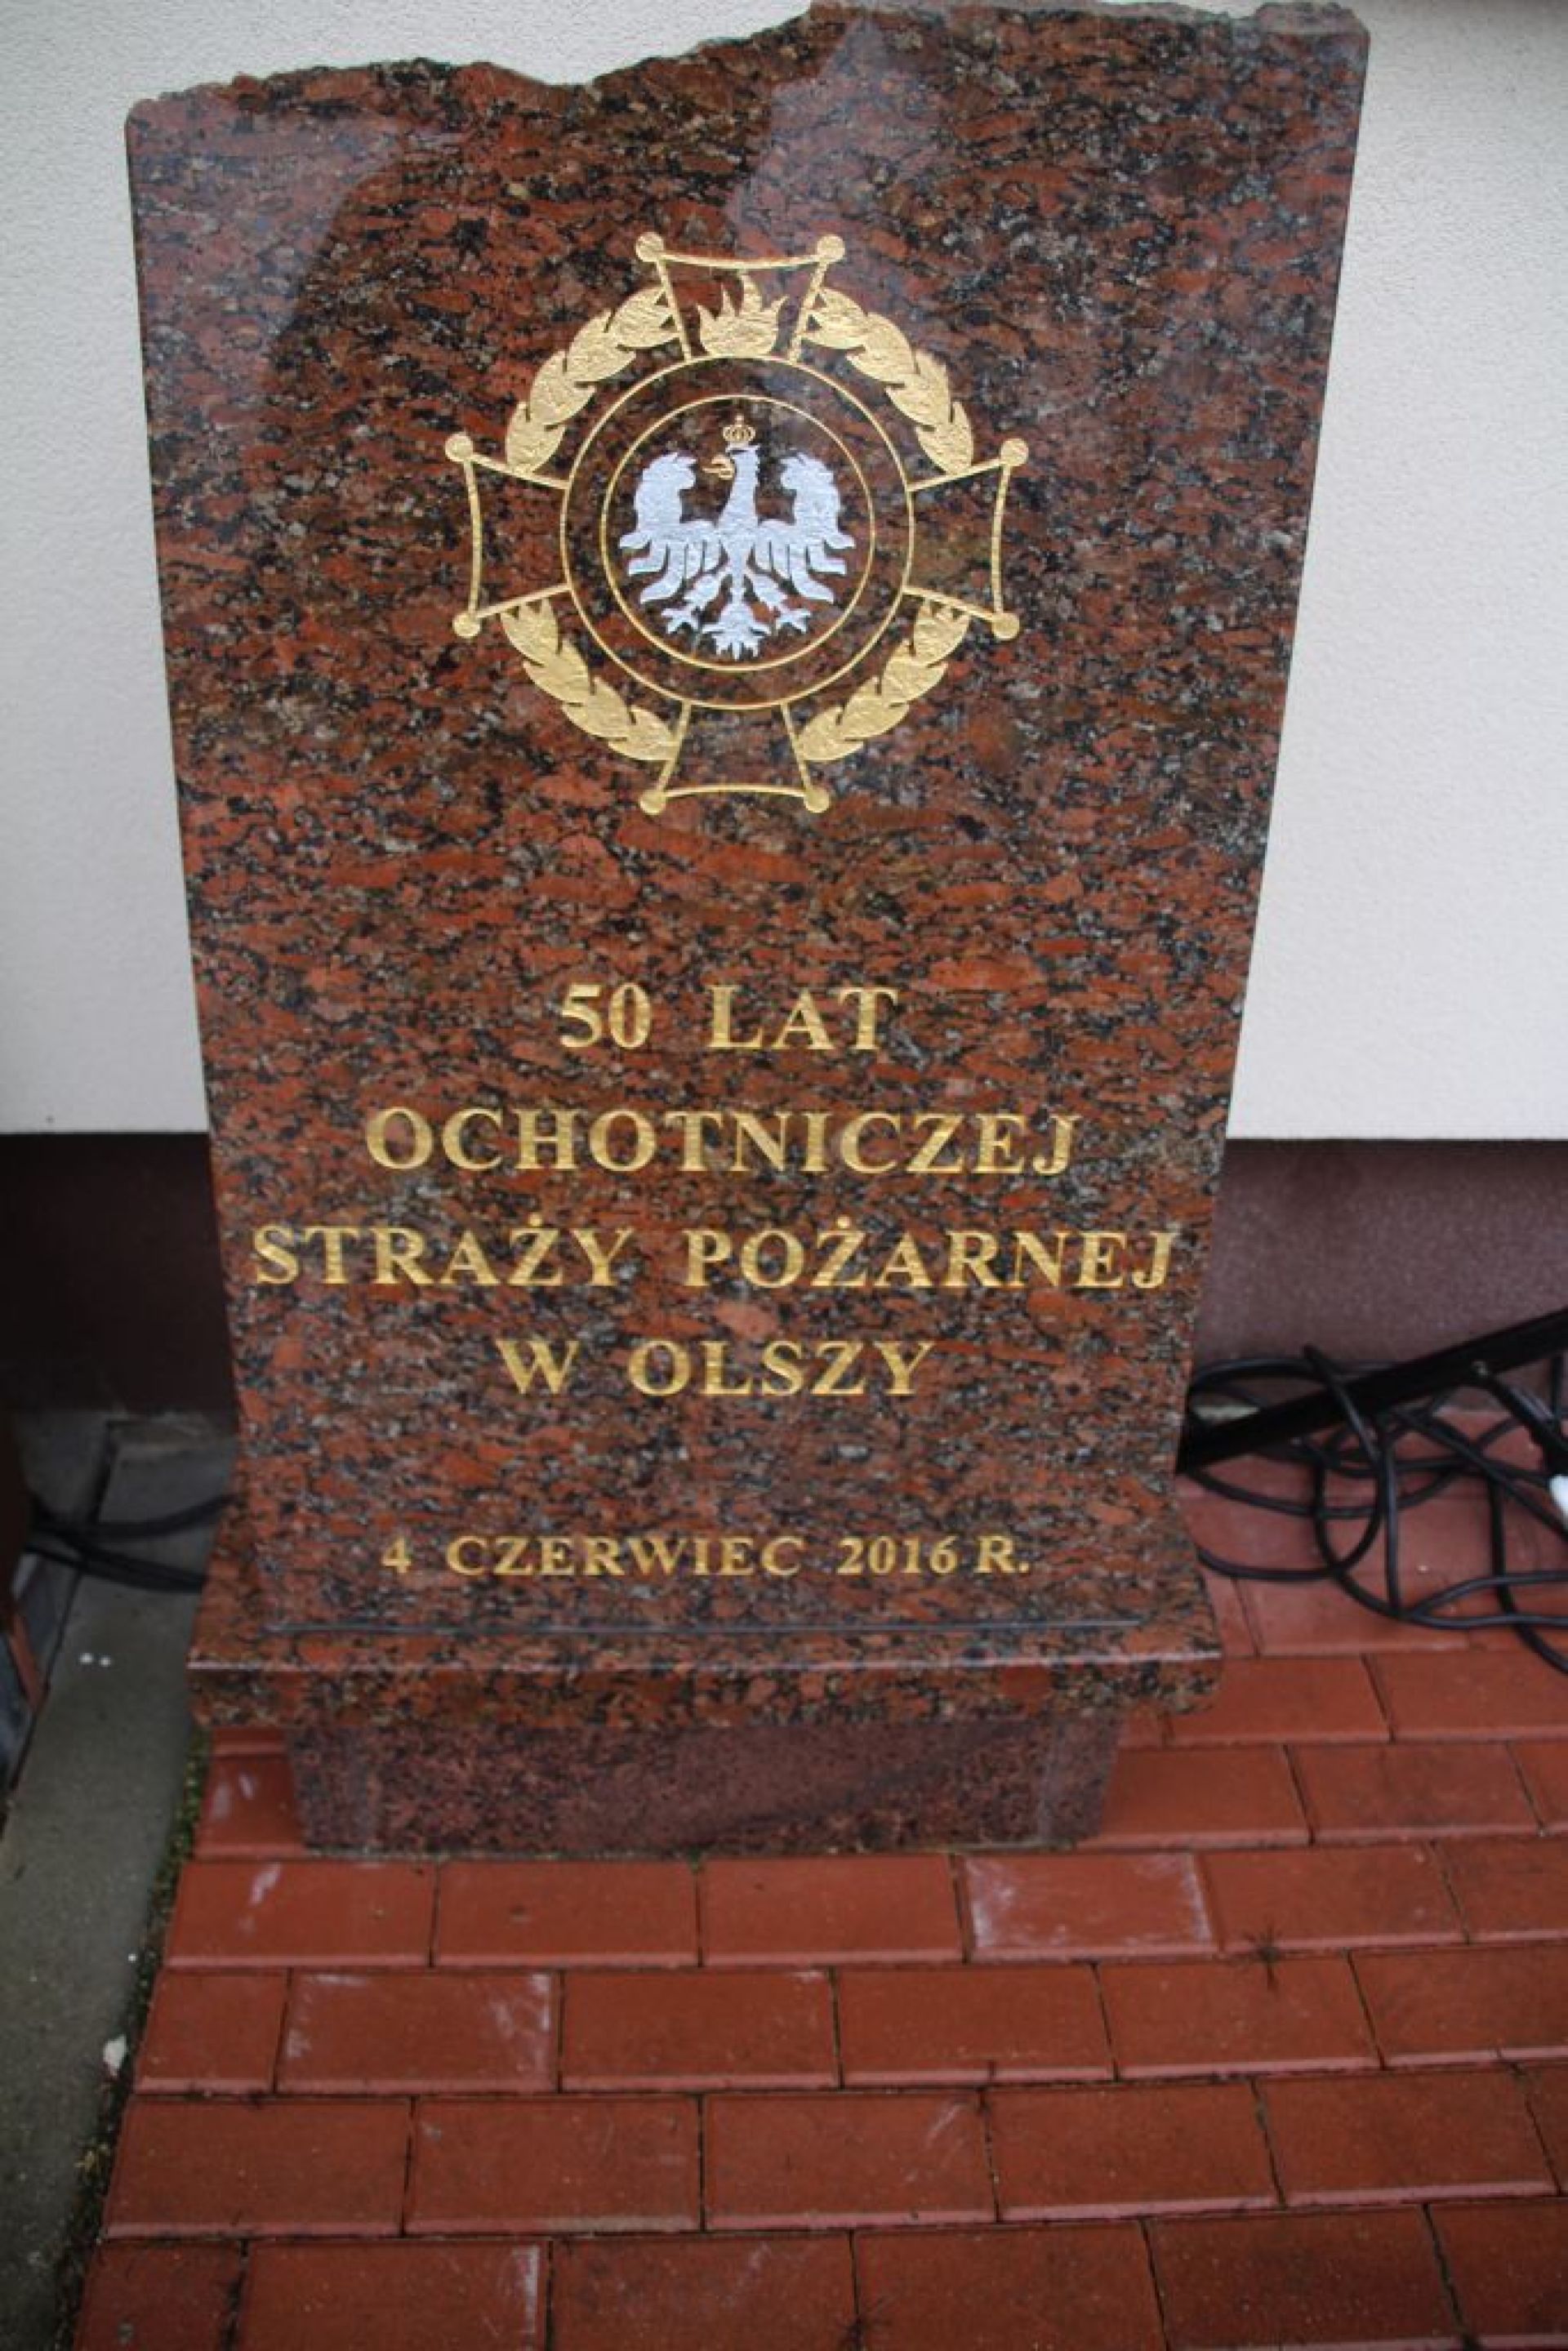 50 LAT
OCHOTNICZEJ
STRAŻY POŻARNEJ
W OLSZY
4 CZERWIEC 2016 R.